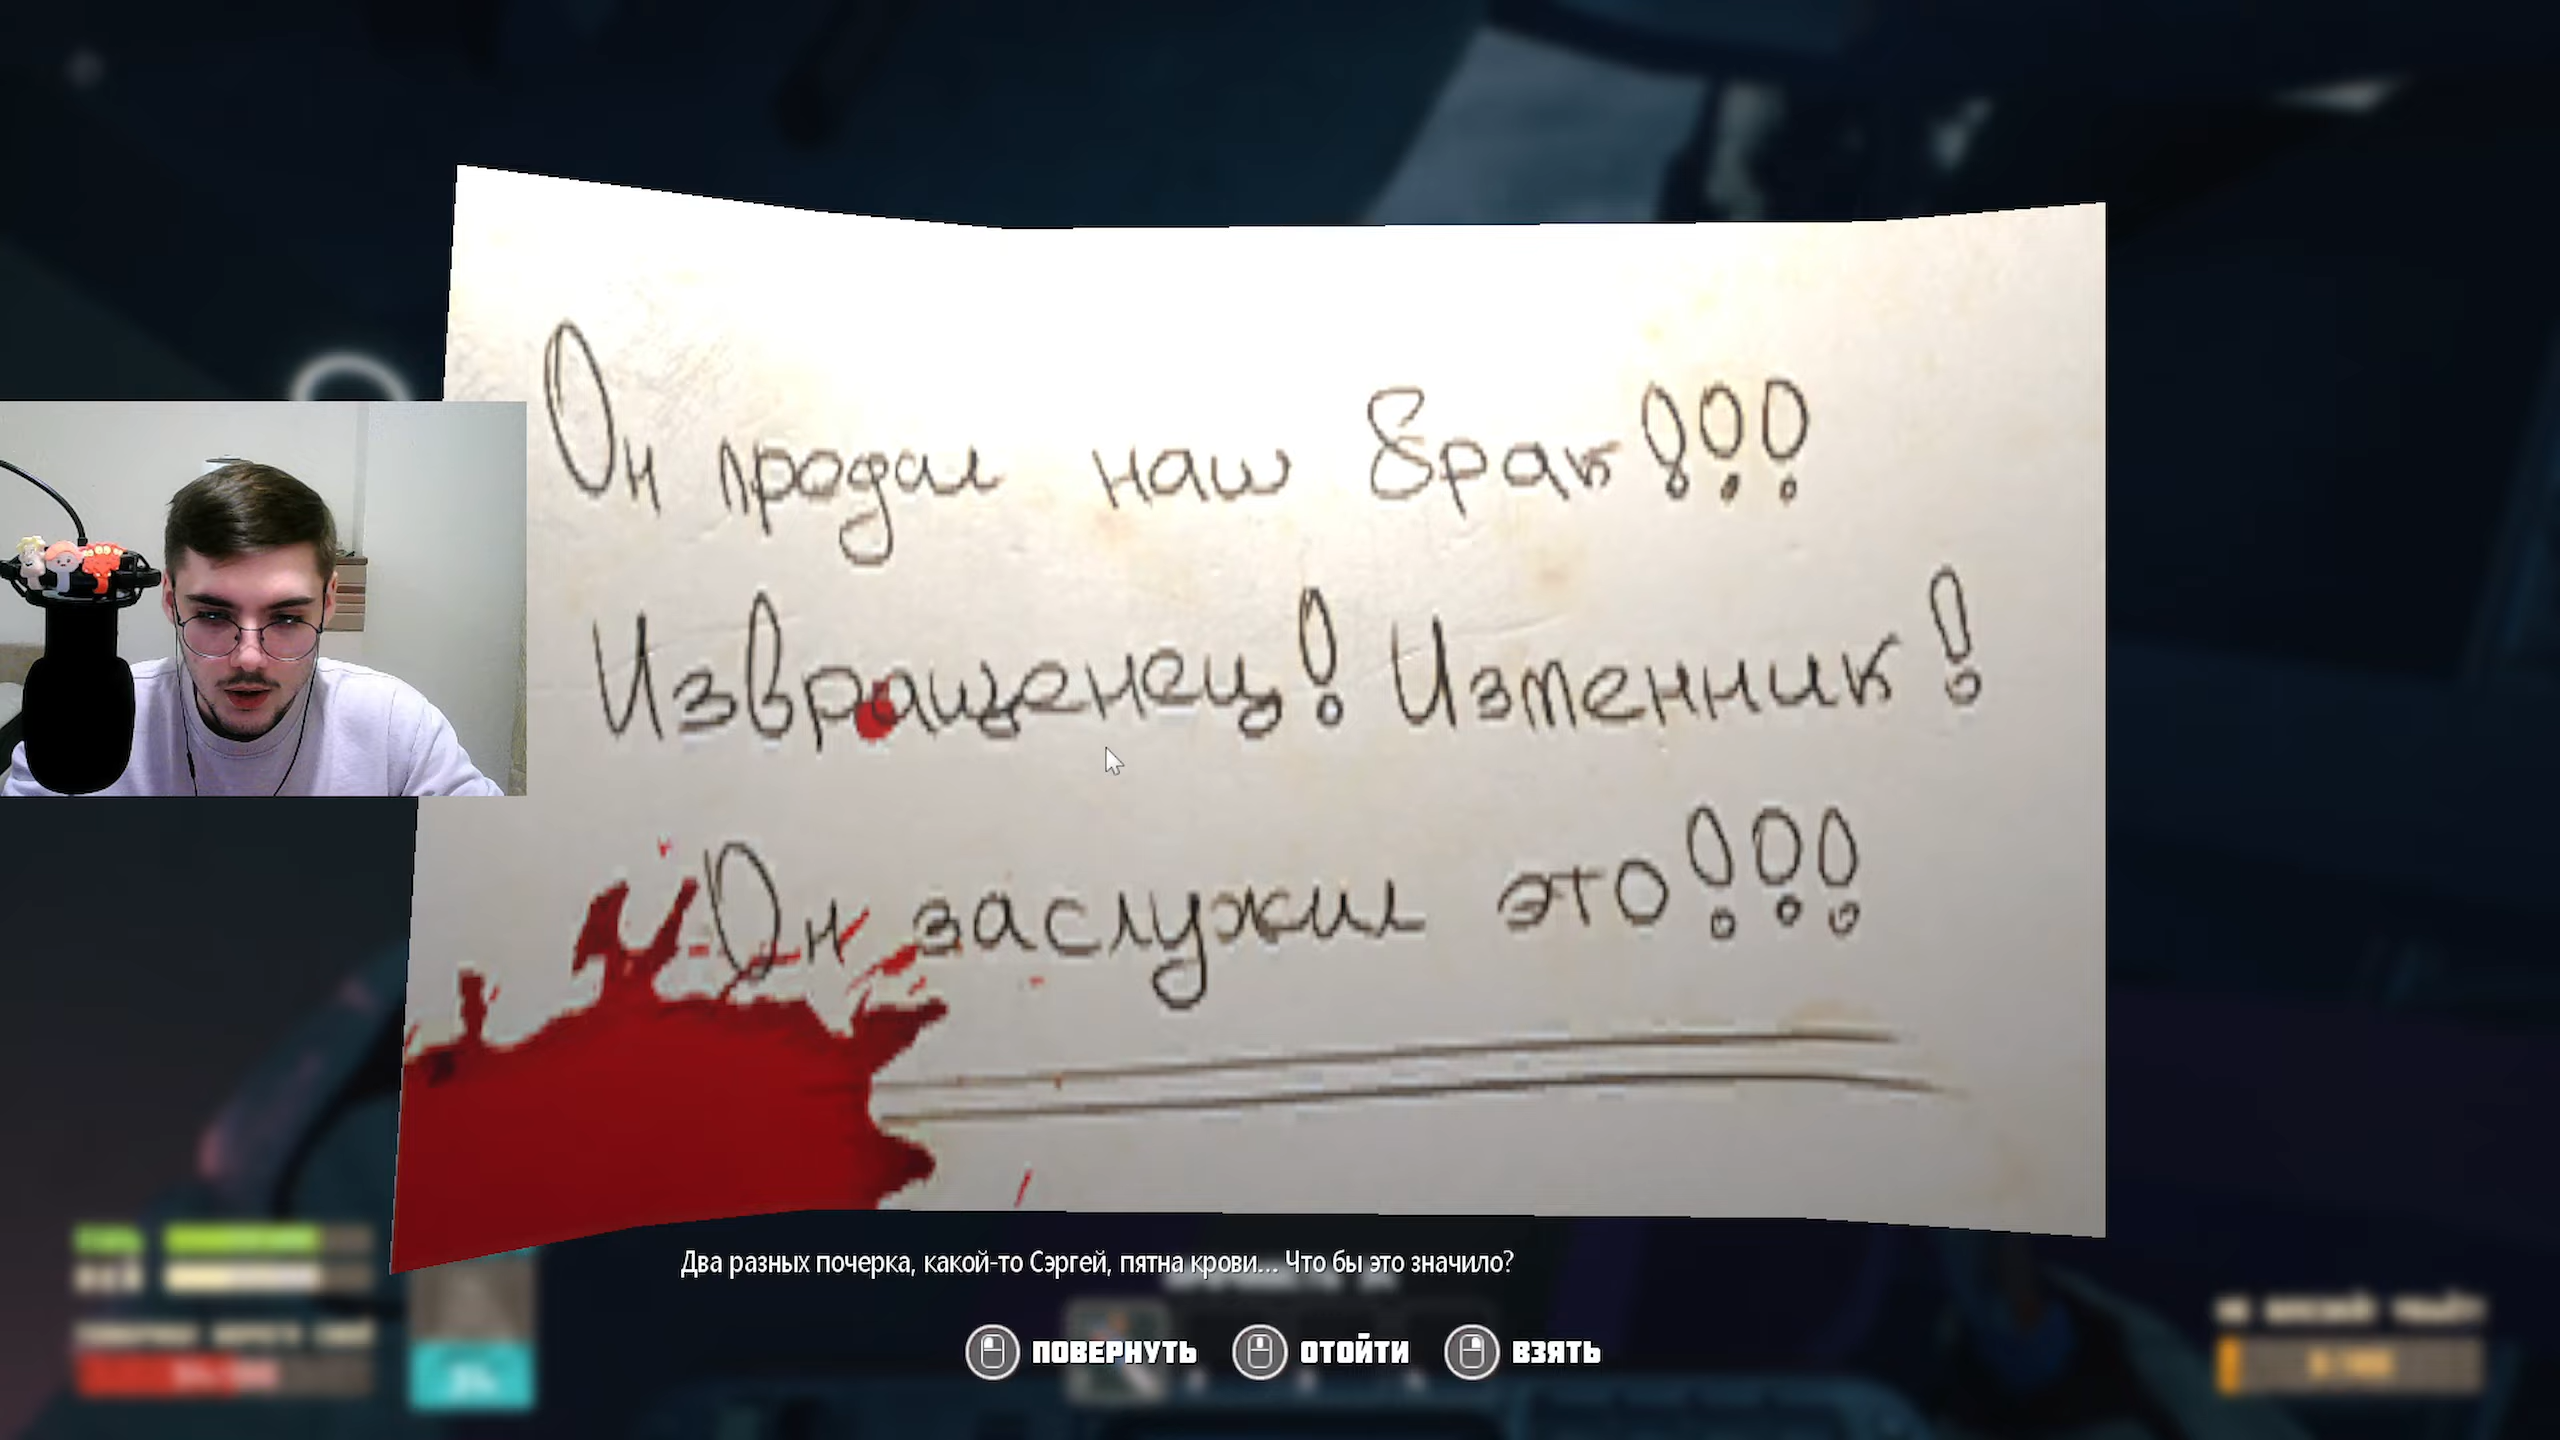 Он продал наш брак!!!
Извращенец! Изменник!
Он заслужил это!!!
Два разных почерка, какой-то Сэргей, пятна крови... Что бы это значило?
ПОВЕРНУТЬ ОТОЙТИ ВЗЯТЬ